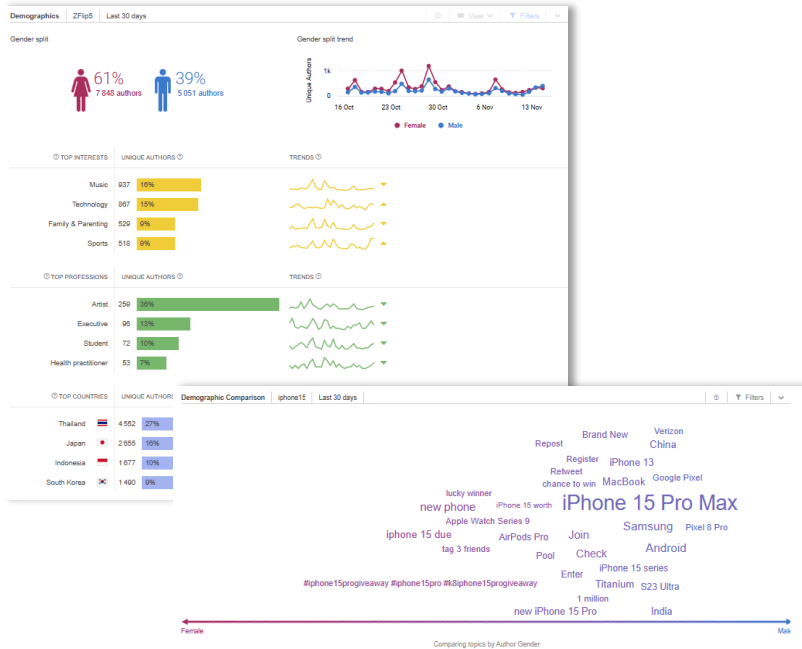 Demographics ZFlip5 Last 30 days View Filters
Gender split Gender split trend
61% 39%
7 848 authors 5 051 authors
Unique Authors
1k
0
16 Oct 23 Oct 30 Oct 6 Nov 13 Nov
Female Male
TOP INTERESTS UNIQUE AUTHORS TRENDS
Music 937 16%
Technology 867 15%
Family & Parenting 529 9%
Sports 518 9%
TOP PROFESSIONS UNIQUE AUTHORS TRENDS
Artist 259 36%
Executive 96 13%
Student 72 10%
Health practitioner 53 7%
TOP COUNTRIES UNIQUE AUTHORS
Thailand 4 552 27%
Japan 2 655 16%
Indonesia 1 677 10%
South Korea 1 490 9%
Demographic Comparison iphone15 Last 30 days Filters
Verizon
Brand New
Repost China
Register iPhone 13
Retweet
chance to win MacBook Google Pixel
lucky winner
new phone iPhone 15 worth iPhone 15 Pro Max
Apple Watch Series 9
Samsung Pixel 8 Pro
iphone 15 due AirPods Pro Join
tag 3 friends Pool Check Android
Enter iPhone 15 series
#iphone15progiveaway #iphone15pro #k8iphone15progiveaway Titanium S23 Ultra
1 million
new iPhone 15 Pro India
Female Male
Comparing topics by Author Gender